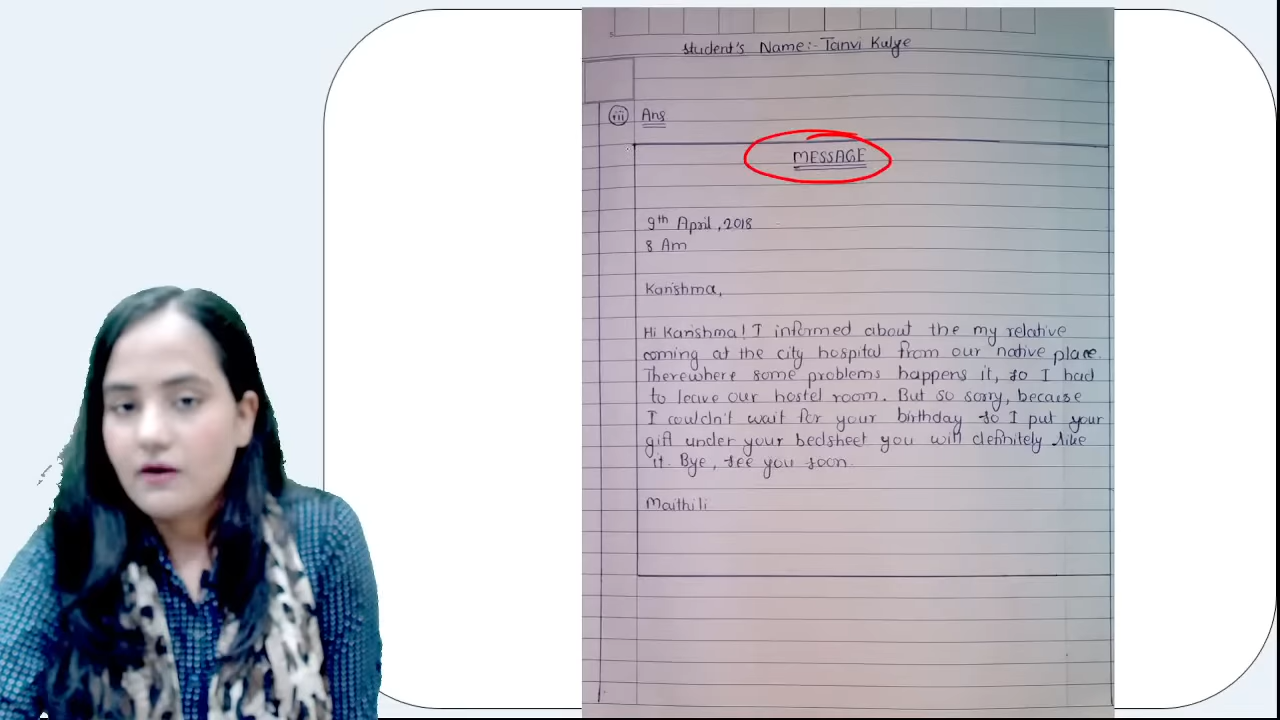 Student's Name:- Tanvi Kulye
iii Ans
MESSAGE
9th April, 2018
8 Am
Karishma,
Hi Karishma! I informed about the my relative
coming at the city hospital from our native place.
Therewhere some problems happens it, so I had
to leave our hostel room. But so sorry, because
I couldn't wait for your birthday so I put your
gift under your bedsheet you will definitely like
it. Bye, see you soon.
Maithili